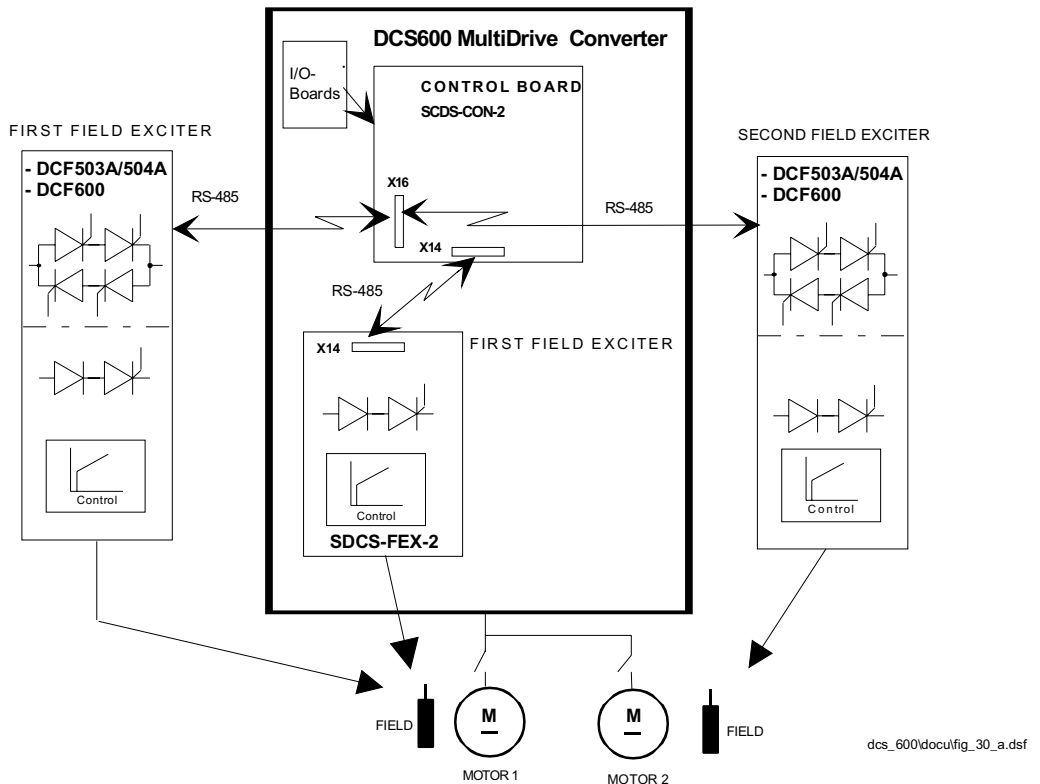 DCS600 MultiDrive Converter
I/O-
Boards
CONTROL BOARD
SCDS-CON-2
FIRST FIELD EXCITER
- DCF503A/504A
- DCF600
RS-485
X16
RS-485
SECOND FIELD EXCITER
- DCF503A/504A
- DCF600
X14
RS-485
X14
FIRST FIELD EXCITER
Control
Control
SDCS-FEX-2
Control
FIELD
M
MOTOR 1
M
MOTOR 2
FIELD
dcs_600\docu\fig_30_a.dsf